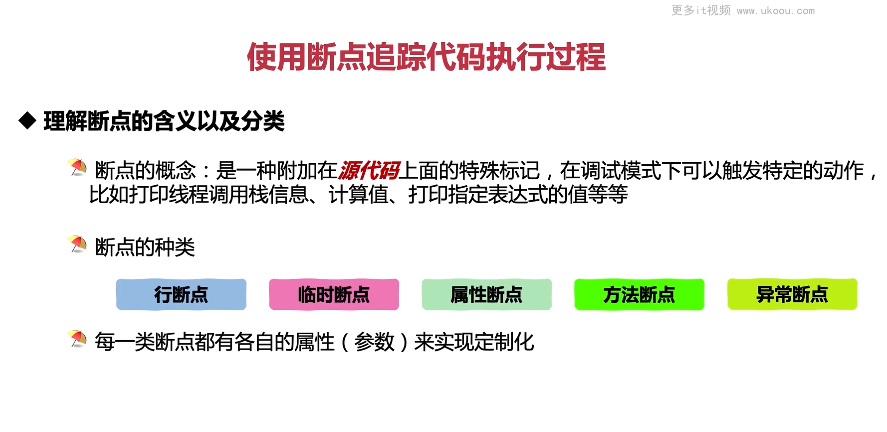 更多it视频 www.ukoou.com
使用断点追踪代码执行过程
◆ 理解断点的含义以及分类
断点的概念：是一种附加在源代码上面的特殊标记，在调试模式下可以触发特定的动作，
比如打印线程调用栈信息、计算值、打印指定表达式的值等等
断点的种类
行断点 临时断点 属性断点 方法断点 异常断点
每一类断点都有各自的属性（参数）来实现定制化